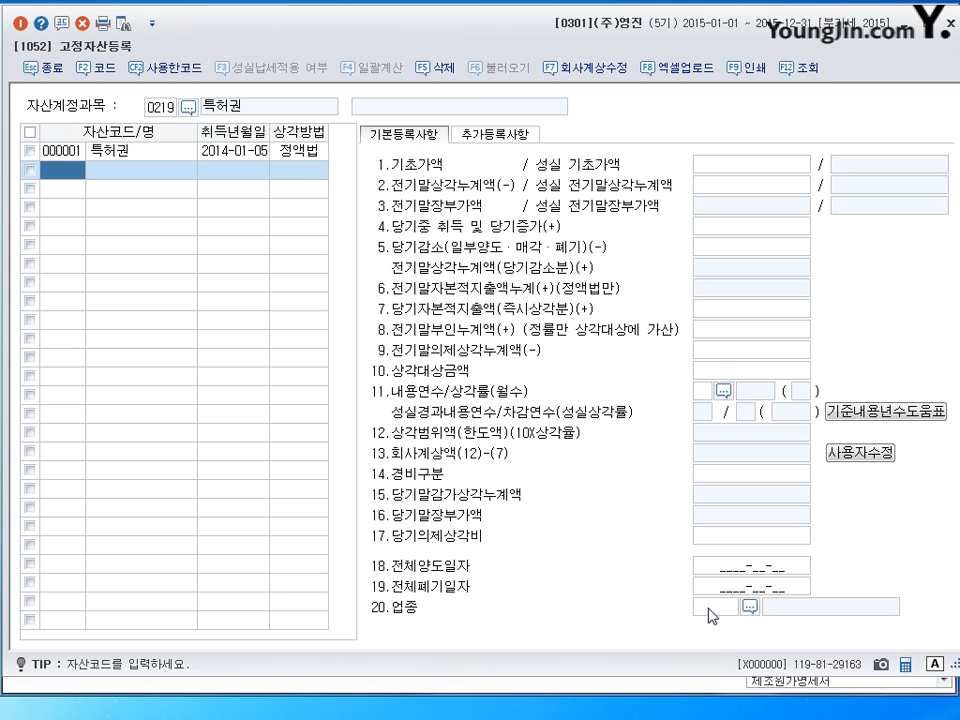 [0301](주)영진 (5기) 2015-01-01 ~ 2015-12-31 [부가세 2015]
YoungJin.com Y.
[1052] 고정자산등록
Esc 종료 F2 코드 CF2 사용한코드 F3 성실납세적용 여부 F4 일괄계산 F5 삭제 F6 불러오기 F7 회사계상수정 F8 엑셀업로드 F9 인쇄 F12 조회
자산계정과목 : 0219 특허권
자산코드/명 취득년월일 상각방법
000001 특허권 2014-01-05 정액법
기본등록사항 추가등록사항
1.기초가액 / 성실 기초가액 /
2.전기말상각누계액(-) / 성실 전기말상각누계액 /
3.전기말장부가액 / 성실 전기말장부가액 /
4.당기중 취득 및 당기증가(+)
5.당기감소(일부양도·매각·폐기)(-)
전기말상각누계액(당기감소분)(+)
6.전기말자본적지출액누계(+)(정액법만)
7.당기자본적지출액(즉시상각분)(+)
8.전기말부인누계액(+) (정률만 상각대상에 가산)
9.전기말의제상각누계액(-)
10.상각대상금액
11.내용연수/상각률(월수) ( )
성실경과내용연수/차감연수(성실상각률) / ( ) 기준내용년수도움표
12.상각범위액(한도액)(10X상각율)
13.회사계상액(12)-(7) 사용자수정
14.경비구분
15.당기말감가상각누계액
16.당기말장부가액
17.당기의제상각비
18.전체양도일자 ____-__-__
19.전체폐기일자 ____-__-__
20.업종
TIP : 자산코드를 입력하세요.
[X000000] 119-81-29163 A
제조원가명세서